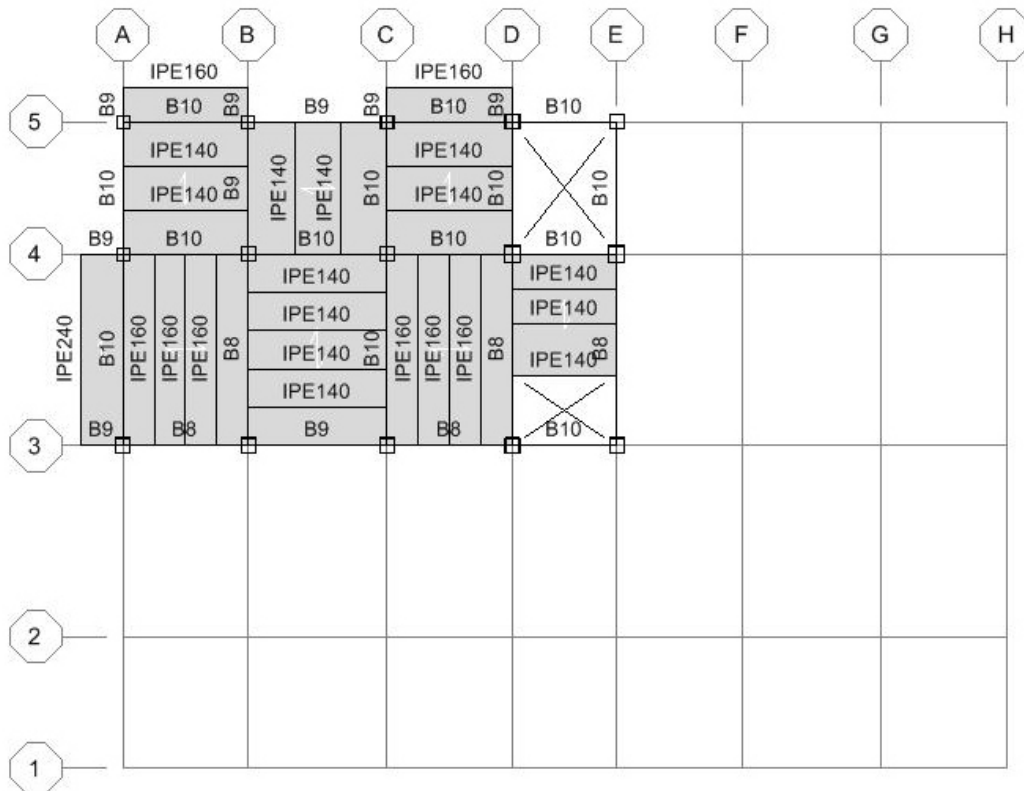 A B C D E F G H
IPE160 IPE160
B9 B10 B9 B9 B9 B10 B9 B10
5
IPE140 IPE140
B10 IPE140 B9 IPE140 IPE140 B10 IPE140 B10 B10
B9 B10 B10 B10 B10
4
IPE140 IPE140
IPE140 IPE140
IPE240 B10 IPE160 IPE160 IPE160 B8 IPE140 B10 IPE160 IPE160 IPE160 B8 IPE140 B8
IPE140
B9 B8 B9 B8 B10
3
2
1